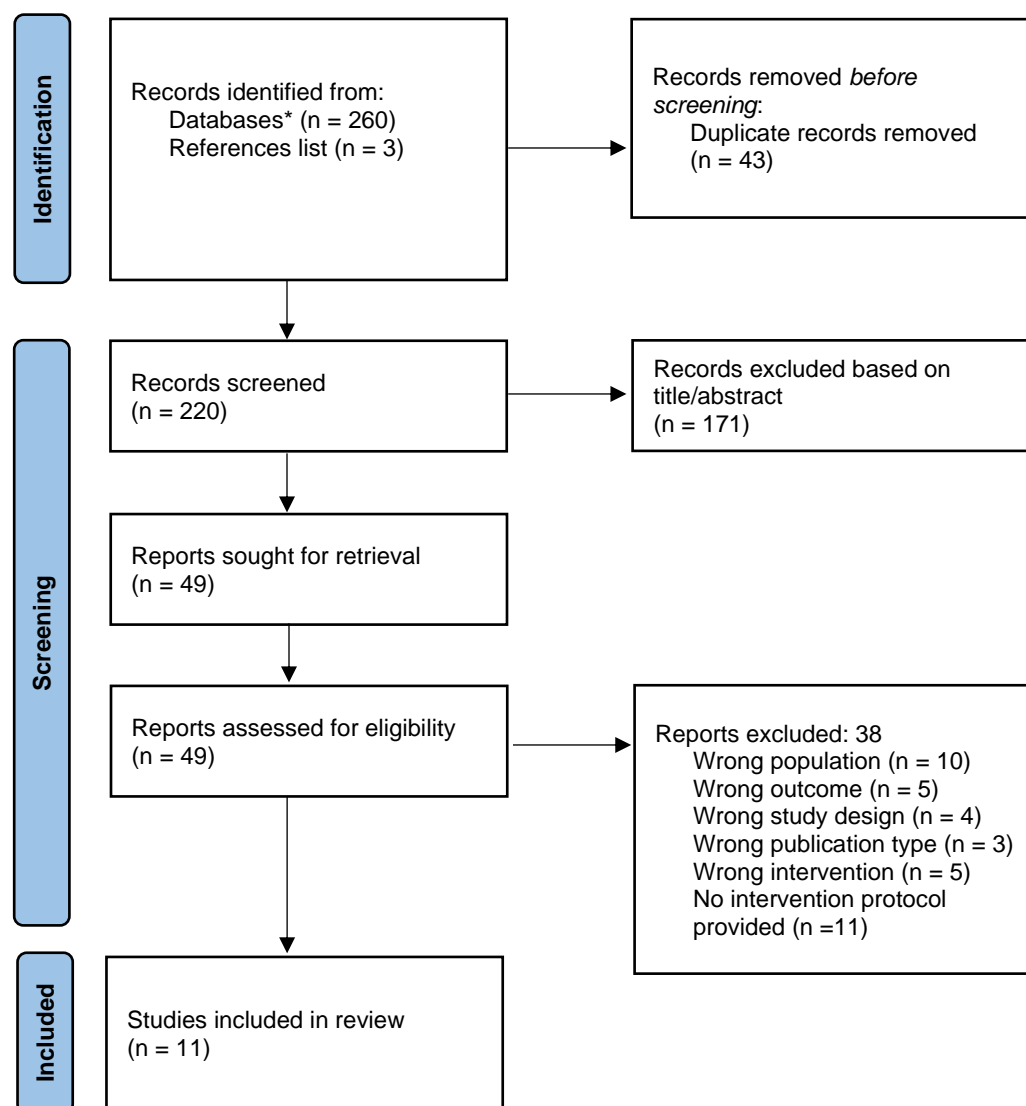 Identification
Records identified from:
Databases* (n = 260)
References list (n = 3)
Records removed before
screening:
Duplicate records removed
(n = 43)
Screening
Records screened
(n = 220)
Records excluded based on
title/abstract
(n = 171)
Reports sought for retrieval
(n = 49)
Reports assessed for eligibility
(n = 49)
Reports excluded: 38
Wrong population (n = 10)
Wrong outcome (n = 5)
Wrong study design (n = 4)
Wrong publication type (n = 3)
Wrong intervention (n = 5)
No intervention protocol
provided (n =11)
Included
Studies included in review
(n = 11)